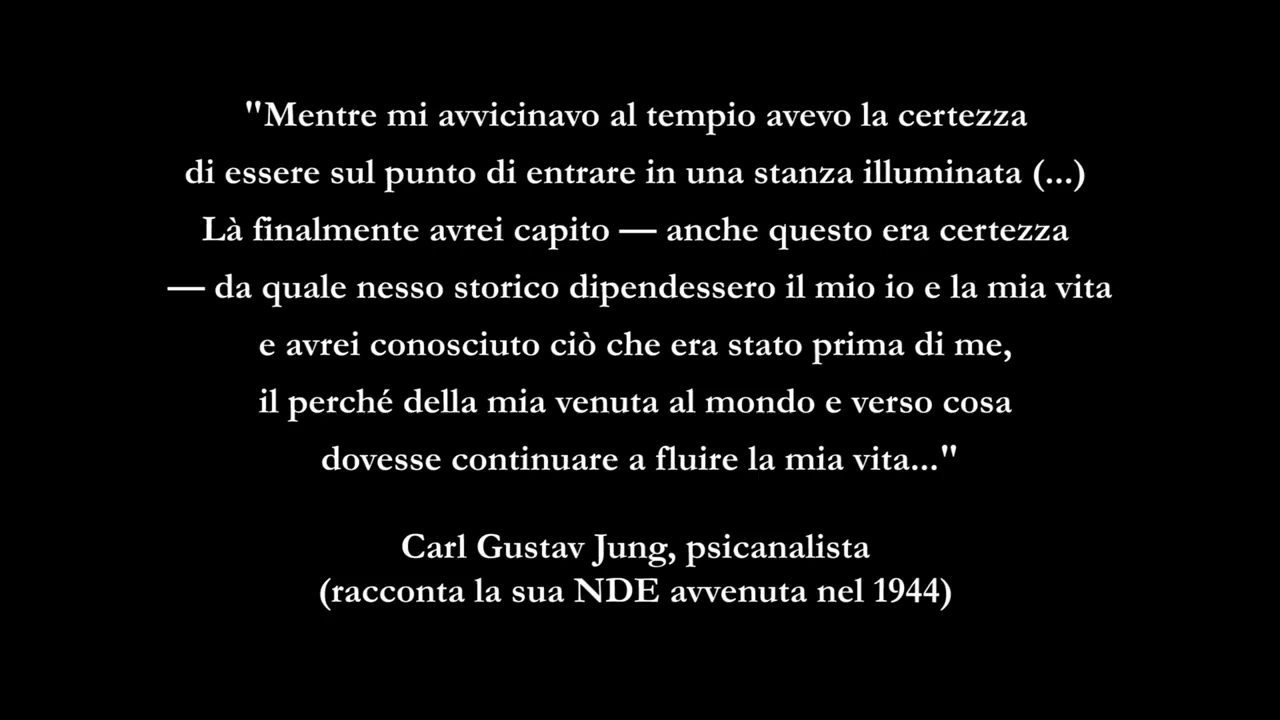 "Mentre mi avvicinavo al tempio avevo la certezza
di essere sul punto di entrare in una stanza illuminata (...)
Là finalmente avrei capito — anche questo era certezza
— da quale nesso storico dipendessero il mio io e la mia vita
e avrei conosciuto ciò che era stato prima di me,
il perché della mia venuta al mondo e verso cosa
dovesse continuare a fluire la mia vita..."
Carl Gustav Jung, psicanalista
(racconta la sua NDE avvenuta nel 1944)